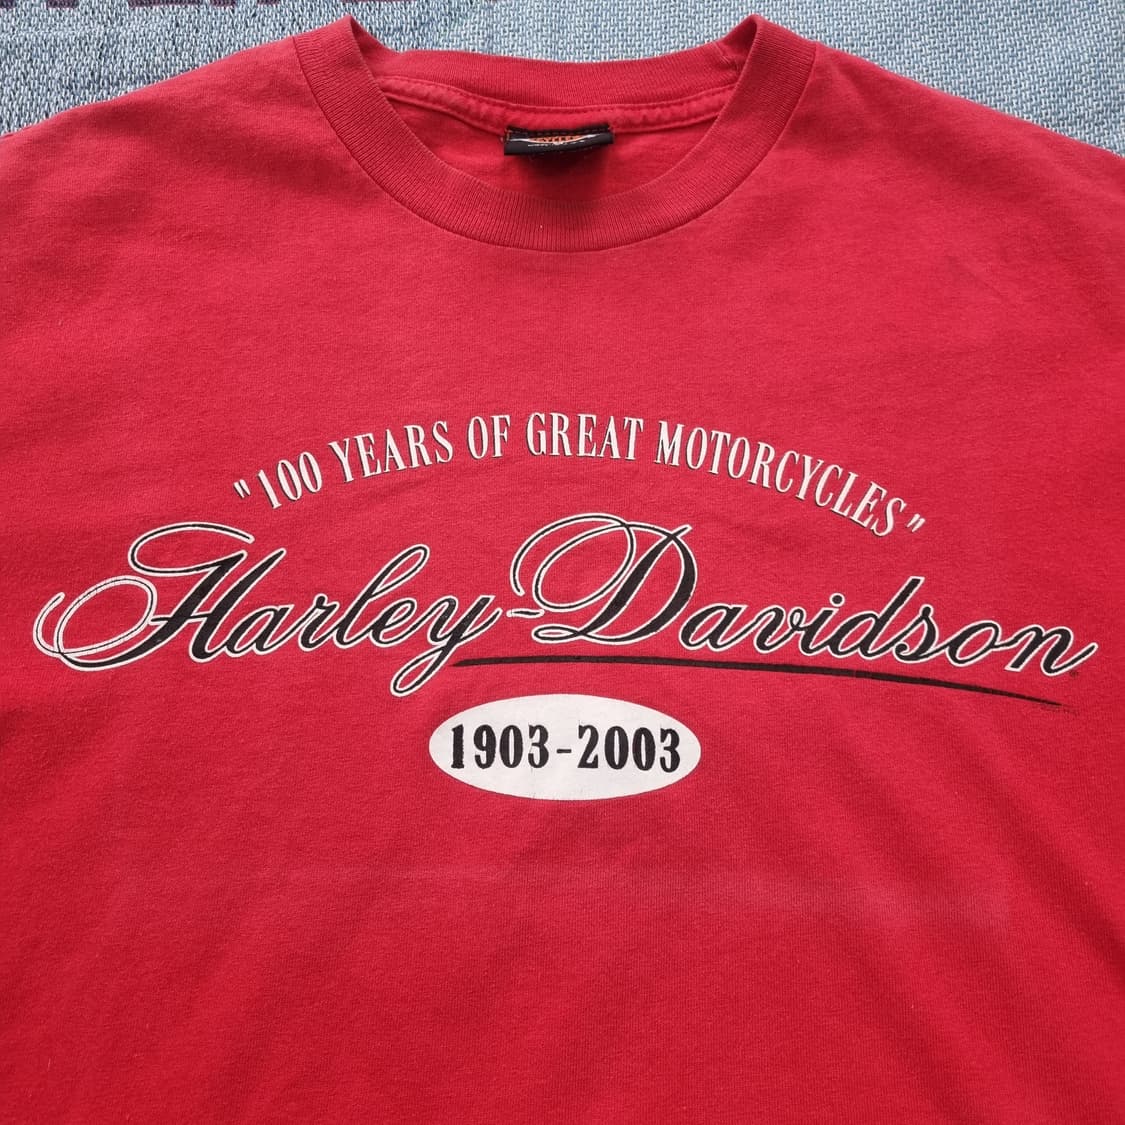 "100 YEARS OF GREAT MOTORCYCLES"
Harley-Davidson
1903-2003